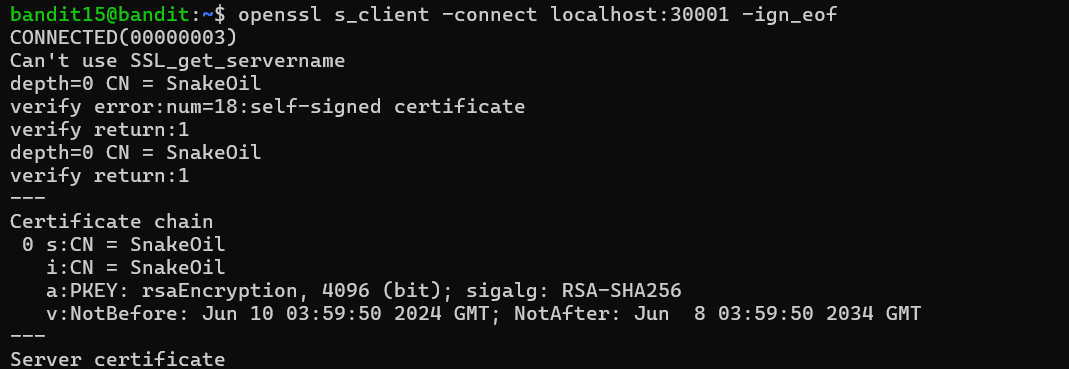 bandit15@bandit:~$ openssl s_client -connect localhost:30001 -ign_eof
CONNECTED(00000003)
Can't use SSL_get_servername
depth=0 CN = SnakeOil
verify error:num=18:self-signed certificate
verify return:1
depth=0 CN = SnakeOil
verify return:1
---
Certificate chain
 0 s:CN = SnakeOil
   i:CN = SnakeOil
   a:PKEY: rsaEncryption, 4096 (bit); sigalg: RSA-SHA256
   v:NotBefore: Jun 10 03:59:50 2024 GMT; NotAfter: Jun  8 03:59:50 2034 GMT
---
Server certificate